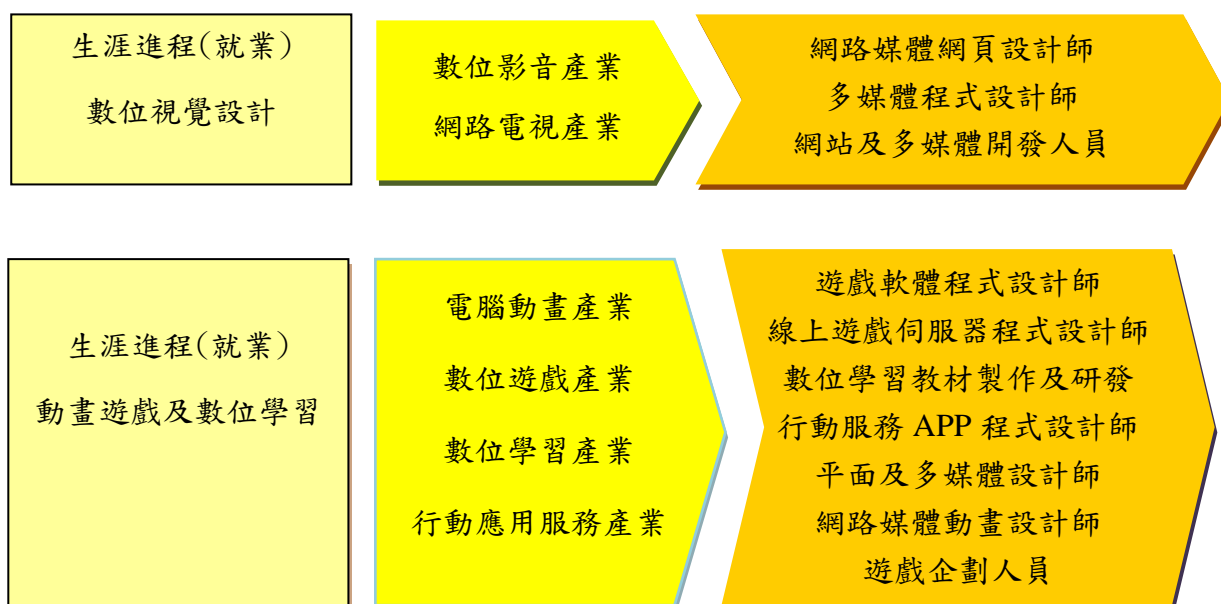 生涯進程(就業)
數位視覺設計
數位影音產業
網路電視產業
網路媒體網頁設計師
多媒體程式設計師
網站及多媒體開發人員
生涯進程(就業)
動畫遊戲及數位學習
電腦動畫產業
數位遊戲產業
數位學習產業
行動應用服務產業
遊戲軟體程式設計師
線上遊戲伺服器程式設計師
數位學習教材製作及研發
行動服務 APP 程式設計師
平面及多媒體設計師
網路媒體動畫設計師
遊戲企劃人員